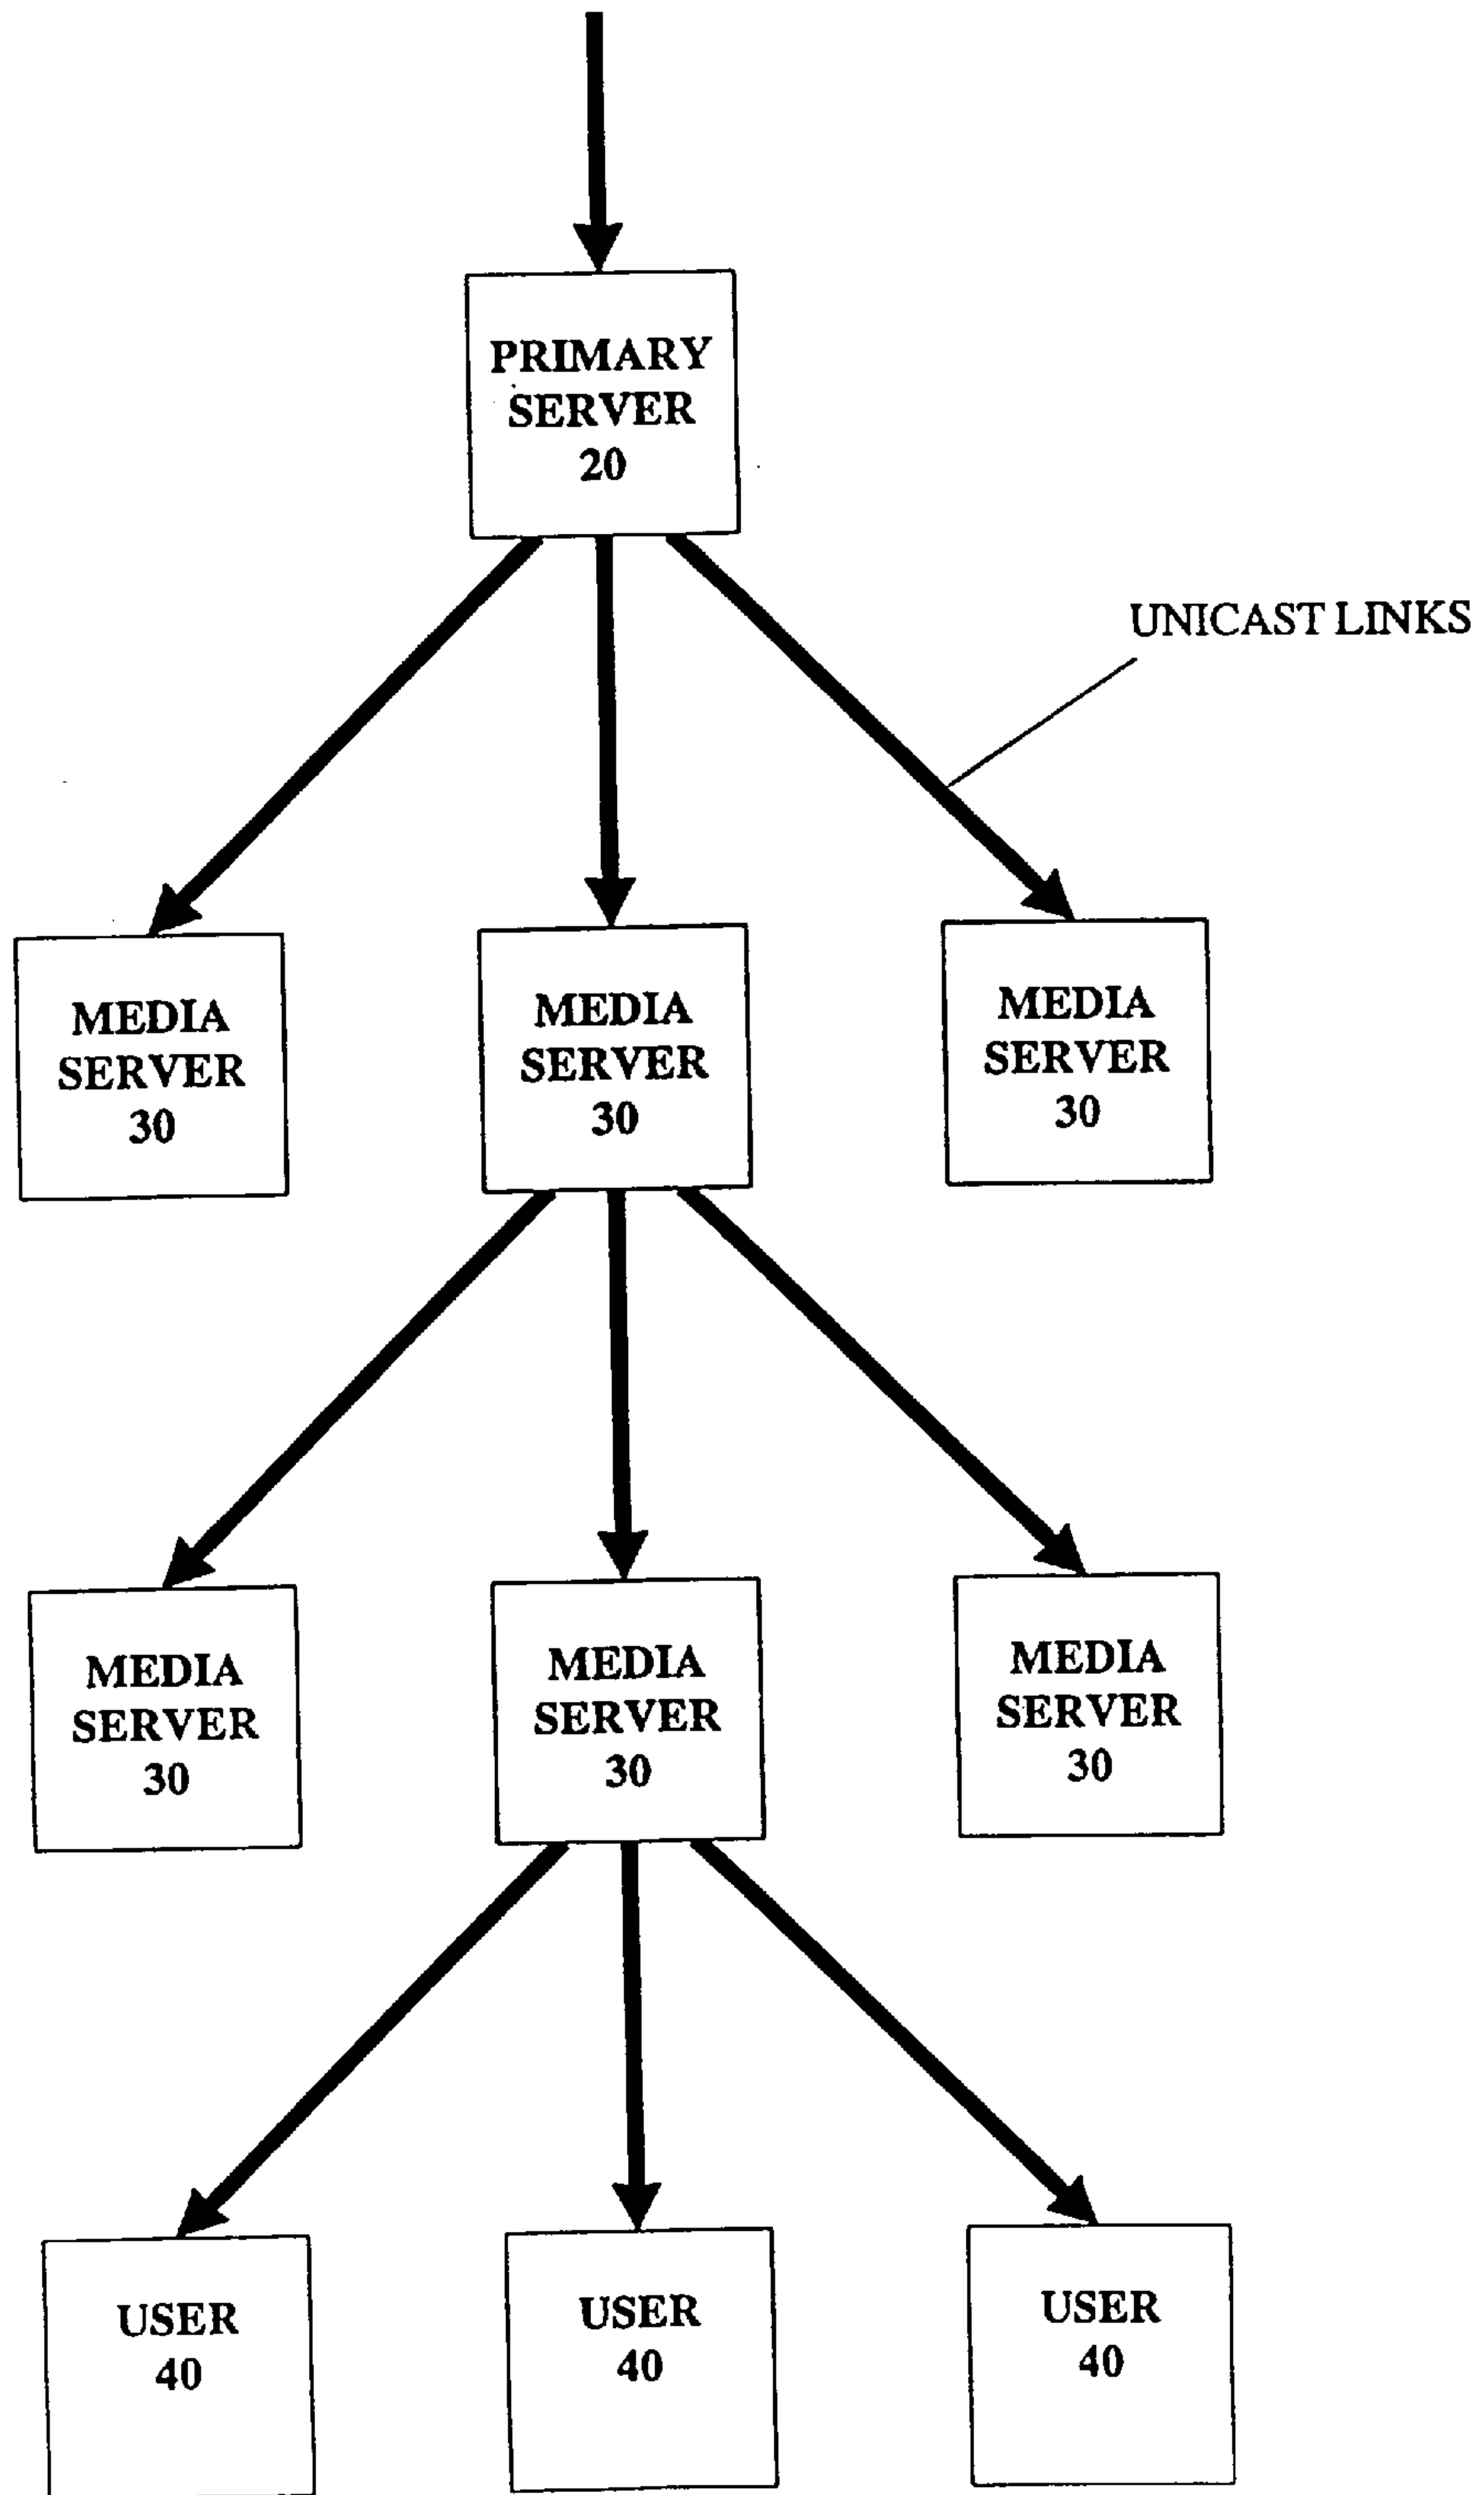 PRIMARY
SERVER
20
UNICAST LINKS
MEDIA
SERVER
30
MEDIA
SERVER
30
MEDIA
SERVER
30
MEDIA
SERVER
30
MEDIA
SERVER
30
MEDIA
SERVER
30
USER
40
USER
40
USER
40